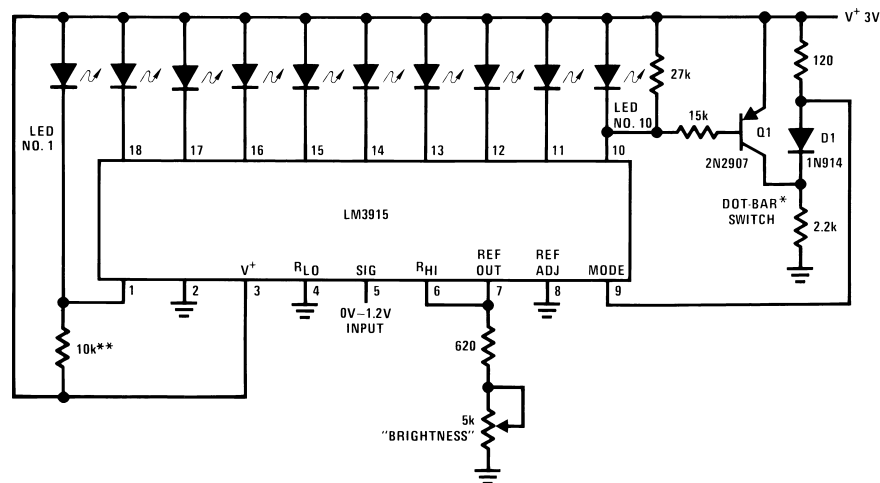 V+ 3V
120
27k
LED
NO. 1
LED
NO. 10
15k
Q1
D1
2N2907
1N914
18
17
16
15
14
13
12
11
10
DOT-BAR*
SWITCH
LM3915
2.2k
V+
RLO
SIG
RHI
REF
OUT
REF
ADJ
MODE
1
2
3
4
5
6
7
8
9
0V–1.2V
INPUT
10k**
620
5k
"BRIGHTNESS"